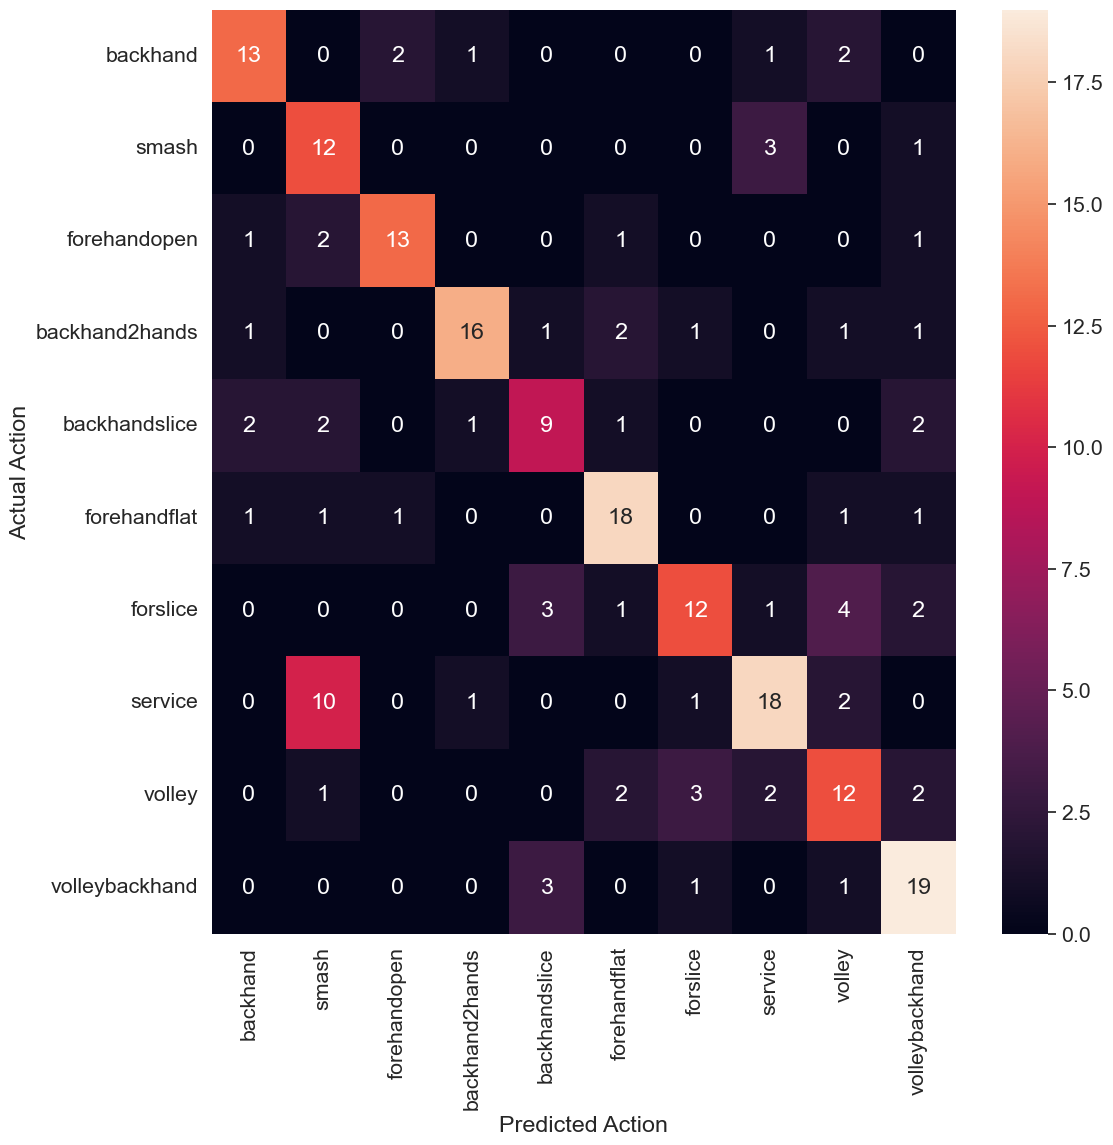 backhand 13 0 2 1 0 0 0 1 2 0
smash 0 12 0 0 0 0 0 3 0 1
forehandopen 1 2 13 0 0 1 0 0 0 1
backhand2hands 1 0 0 16 1 2 1 0 1 1
backhandslice 2 2 0 1 9 1 0 0 0 2
forehandflat 1 1 1 0 0 18 0 0 1 1
forslice 0 0 0 0 3 1 12 1 4 2
service 0 10 0 1 0 0 1 18 2 0
volley 0 1 0 0 0 2 3 2 12 2
volleybackhand 0 0 0 0 3 0 1 0 1 19
Actual Action
backhand
smash
forehandopen
backhand2hands
backhandslice
forehandflat
forslice
service
volley
volleybackhand
Predicted Action
17.5
15.0
12.5
10.0
7.5
5.0
2.5
0.0